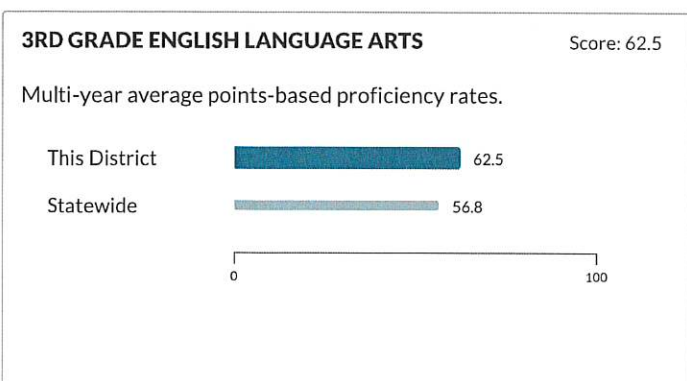 3RD GRADE ENGLISH LANGUAGE ARTS Score: 62.5
Multi-year average points-based proficiency rates.
This District 62.5
Statewide 56.8
0 100